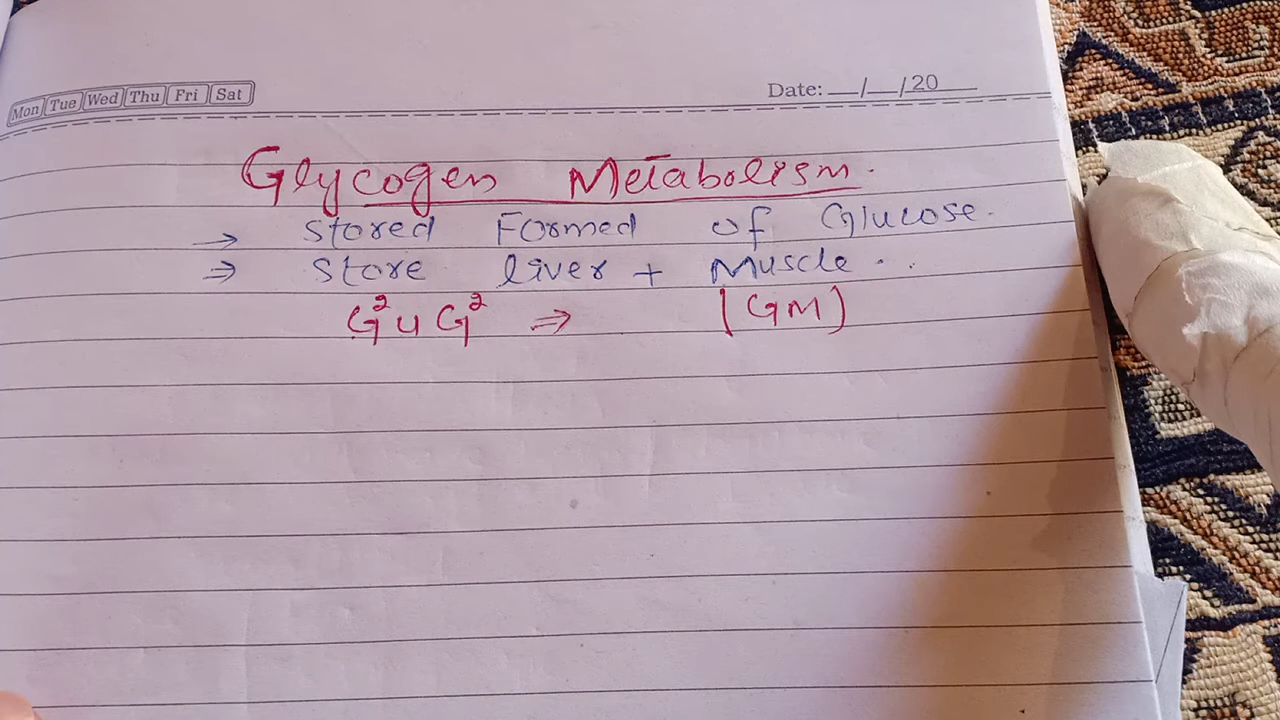 Mon Tue Wed Thu Fri Sat
Date: __/__/20
Glycogen Metabolism.
→ Stored Formed of Glucose.
⇒ Store liver + Muscle.
G²uG² ⇒ (GM)